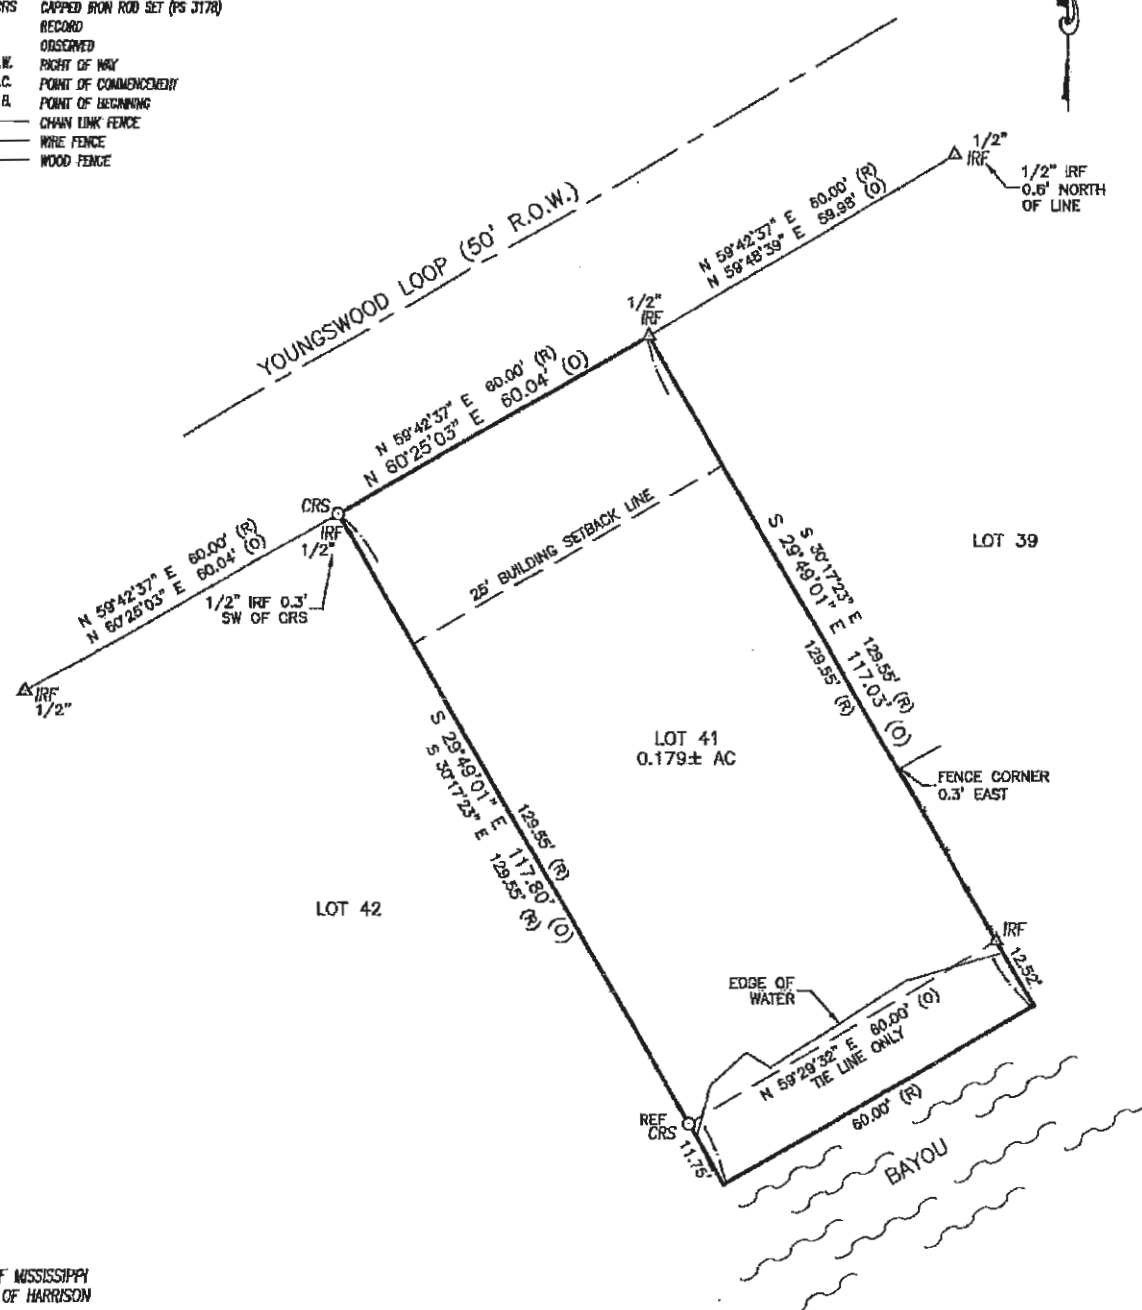 CRS CAPPED IRON ROD SET (PS 3178)
RECORD
OBSERVED
.W. RIGHT OF WAY
.C. POINT OF COMMENCEMENT
.B. POINT OF BEGINNING
CHAIN LINK FENCE
WIRE FENCE
WOOD FENCE
1/2"
IRF
1/2" IRF
0.6' NORTH
OF LINE
YOUNGSWOOD LOOP (50' R.O.W.)
N 59°42'37" E 60.00' (R)
N 59°48'39" E 59.98' (O)
1/2"
IRF
N 59°42'37" E 60.00' (R)
N 60°25'03" E 60.04' (O)
CRS
IRF
1/2"
N 59°42'37" E 60.00' (R)
N 60°25'03" E 60.04' (O)
1/2" IRF 0.3'
SW OF CRS
IRF
1/2"
25' BUILDING SETBACK LINE
LOT 39
S 30°17'23" E 129.55' (R)
S 29°49'01" E 117.03' (O)
129.55' (R)
LOT 41
0.179± AC
FENCE CORNER
0.3' EAST
129.55' (R)
S 29°49'01" E 117.80' (O)
S 30°17'23" E 129.55' (R)
LOT 42
IRF
12.52'
EDGE OF
WATER
N 59°29'32" E 60.00' (O)
TIE LINE ONLY
60.00' (R)
REF
CRS
11.75'
BAYOU
F MISSISSIPPI
OF HARRISON